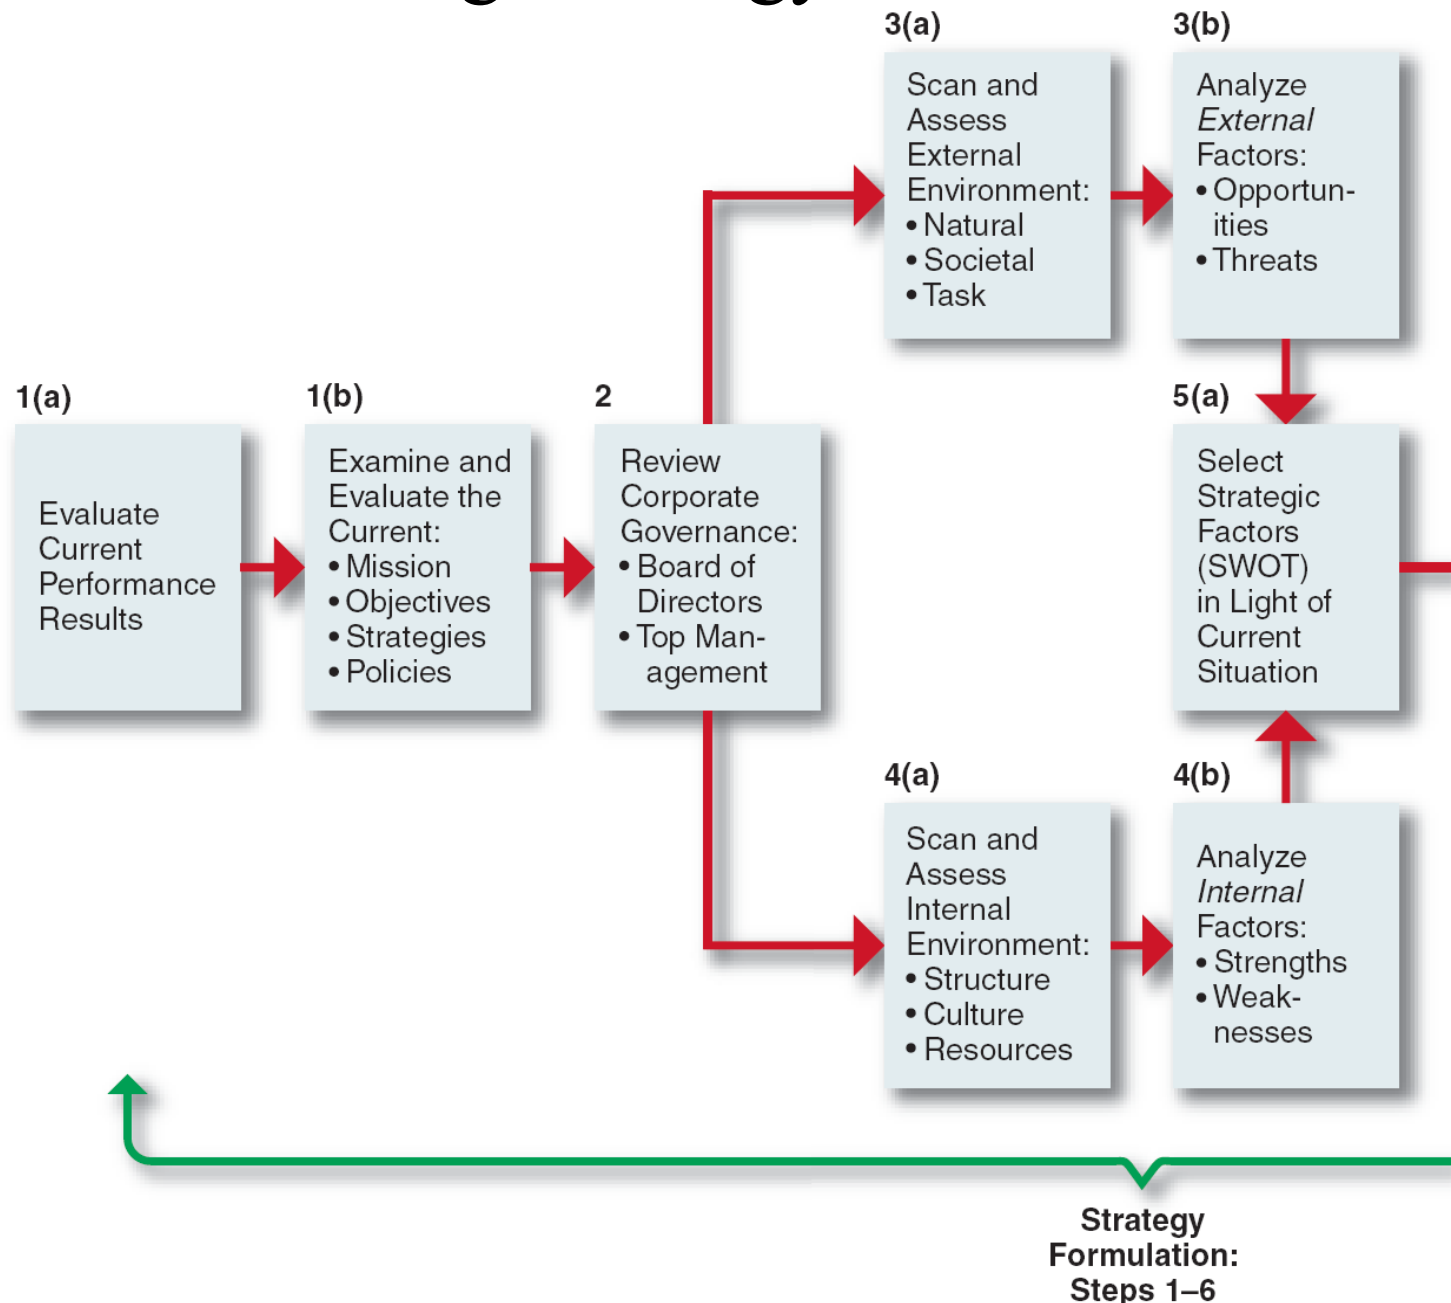 1(a)
Evaluate
Current
Performance
Results
1(b)
Examine and
Evaluate the
Current:
• Mission
• Objectives
• Strategies
• Policies
2
Review
Corporate
Governance:
• Board of
Directors
• Top Man-
agement
3(a)
Scan and
Assess
External
Environment:
• Natural
• Societal
• Task
3(b)
Analyze
External
Factors:
• Opportun-
ities
• Threats
4(a)
Scan and
Assess
Internal
Environment:
• Structure
• Culture
• Resources
4(b)
Analyze
Internal
Factors:
• Strengths
• Weak-
nesses
5(a)
Select
Strategic
Factors
(SWOT)
in Light of
Current
Situation
Strategy
Formulation:
Steps 1–6